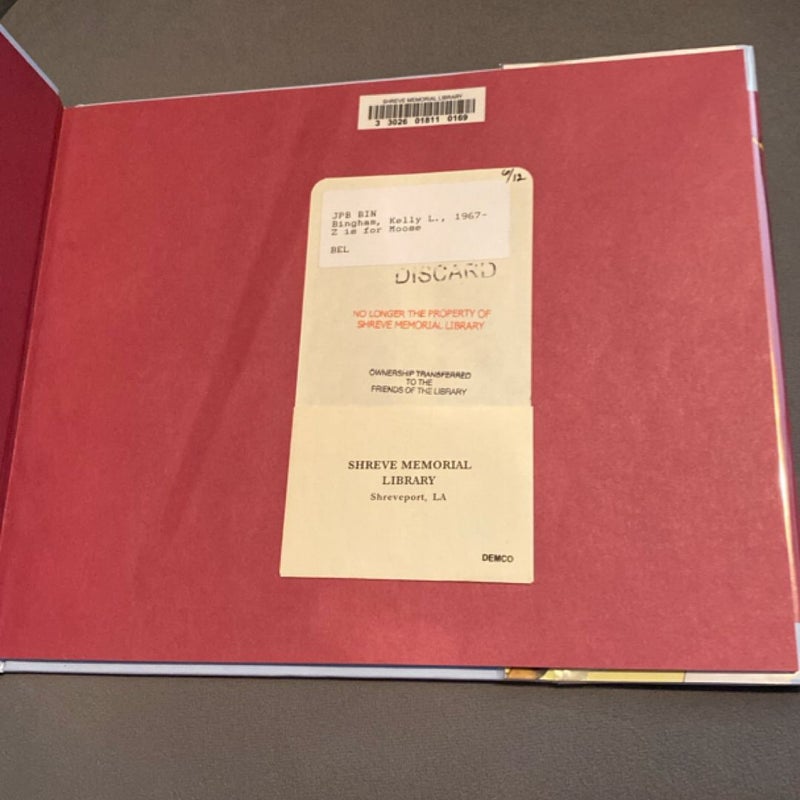 SHREVE MEMORIAL LIBRARY
3 3026 01811 0169
6/12
JPB BIN
Bingham, Kelly L., 1967-
Z is for Moose
BEL
DISCARD
NO LONGER THE PROPERTY OF
SHREVE MEMORIAL LIBRARY
OWNERSHIP TRANSFERRED
TO THE
FRIENDS OF THE LIBRARY
SHREVE MEMORIAL
LIBRARY
Shreveport, LA
DEMCO